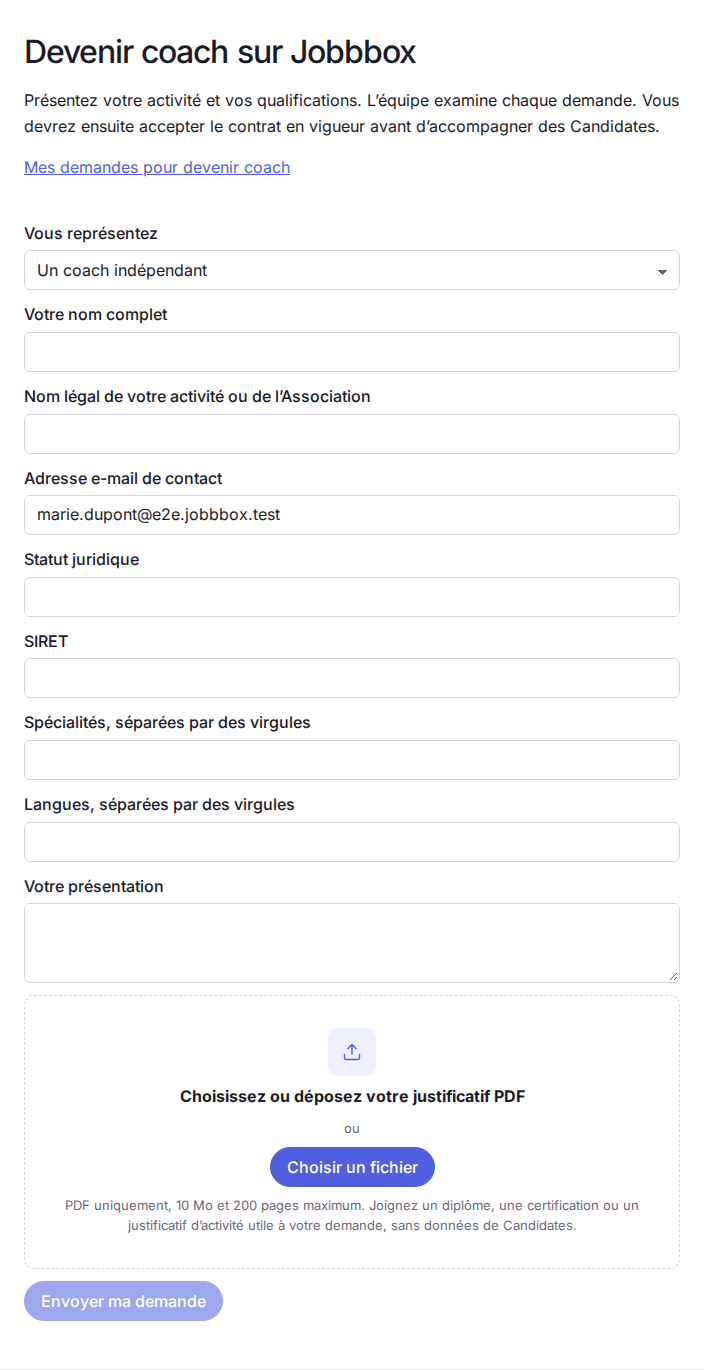 Devenir coach sur Jobbbox
Présentez votre activité et vos qualifications. L’équipe examine chaque demande. Vous
devrez ensuite accepter le contrat en vigueur avant d’accompagner des Candidates.
Mes demandes pour devenir coach
Vous représentez
Un coach indépendant
Votre nom complet
Nom légal de votre activité ou de l’Association
Adresse e-mail de contact
marie.dupont@e2e.jobbbox.test
Statut juridique
SIRET
Spécialités, séparées par des virgules
Langues, séparées par des virgules
Votre présentation
Choisissez ou déposez votre justificatif PDF
ou
Choisir un fichier
PDF uniquement, 10 Mo et 200 pages maximum. Joignez un diplôme, une certification ou un
justificatif d’activité utile à votre demande, sans données de Candidates.
Envoyer ma demande